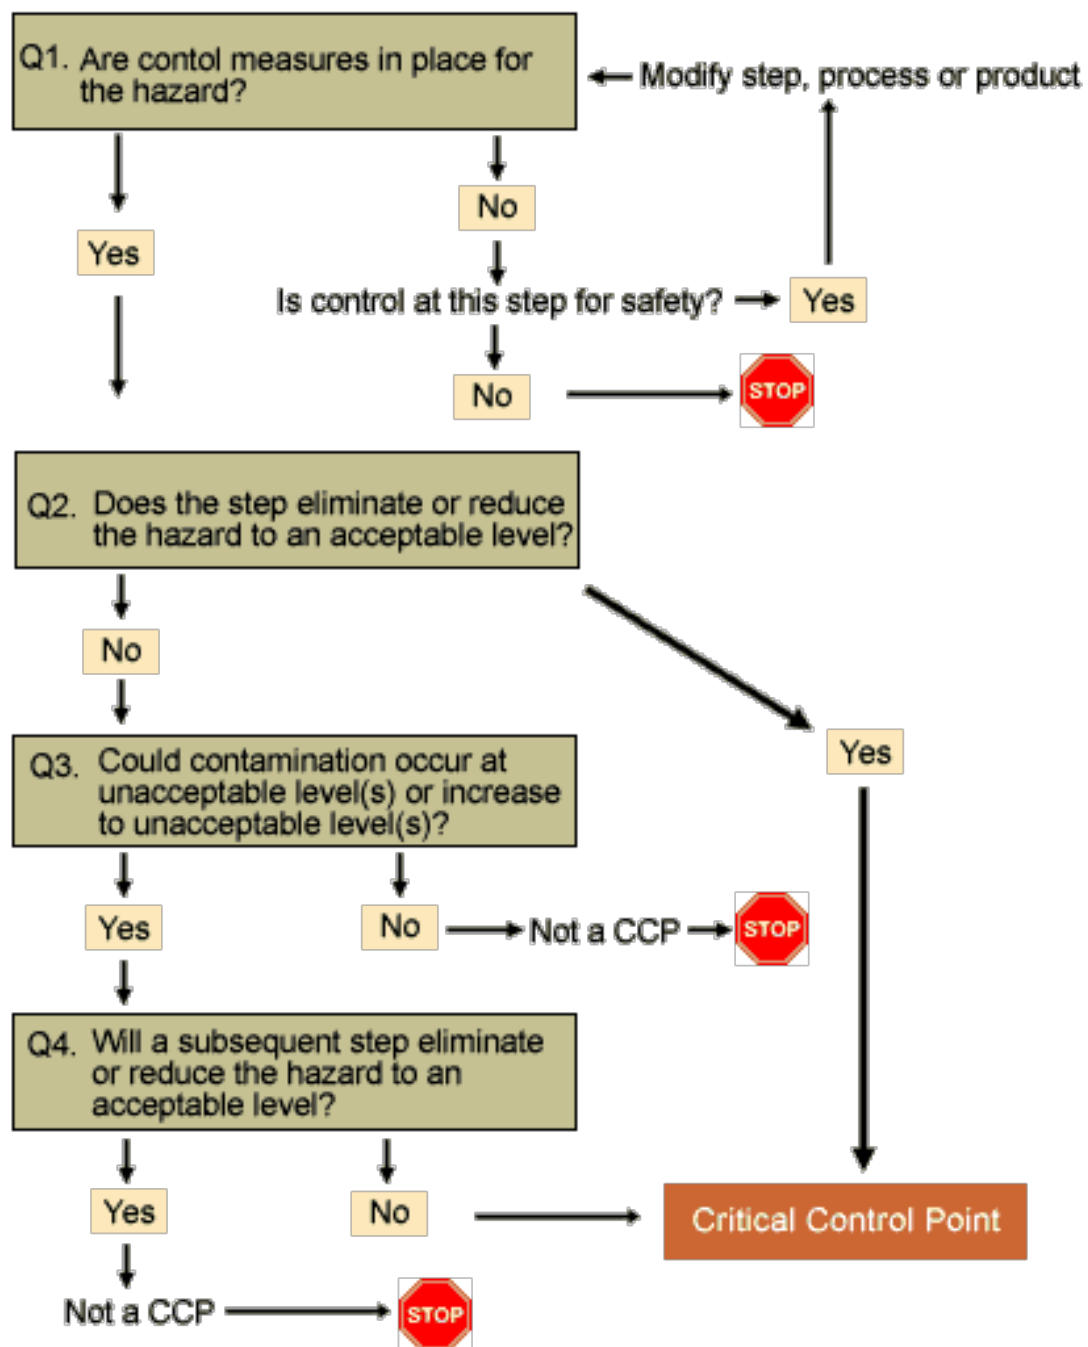 Q1. Are contol measures in place for
the hazard?
Modify step, process or product
No
Yes
Is control at this step for safety?
Yes
No
STOP
Q2. Does the step eliminate or reduce
the hazard to an acceptable level?
No
Yes
Q3. Could contamination occur at
unacceptable level(s) or increase
to unacceptable level(s)?
Yes
No
Not a CCP
STOP
Q4. Will a subsequent step eliminate
or reduce the hazard to an
acceptable level?
Yes
No
Critical Control Point
Not a CCP
STOP